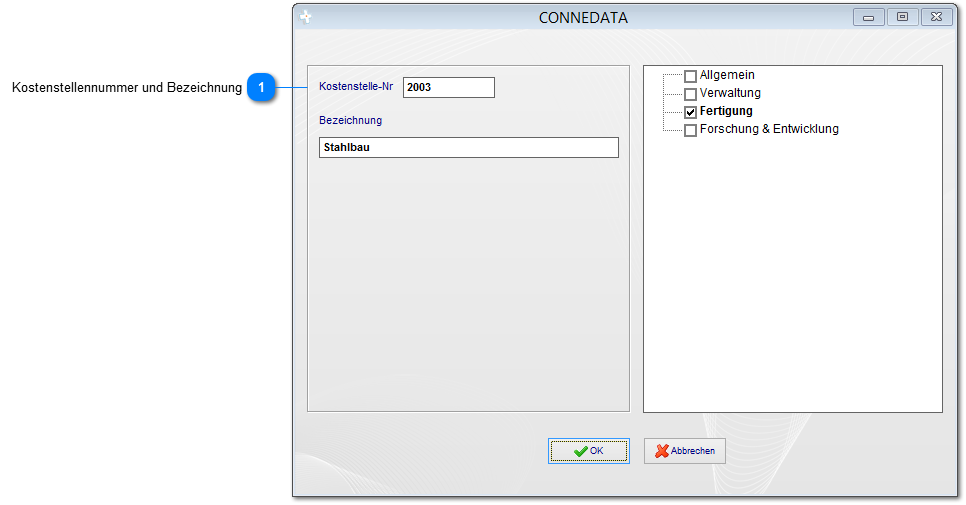 CONNEDATA
Kostenstellennummer und Bezeichnung 1
Kostenstelle-Nr 2003
Bezeichnung
Stahlbau
Allgemein
Verwaltung
Fertigung
Forschung & Entwicklung
OK
Abbrechen